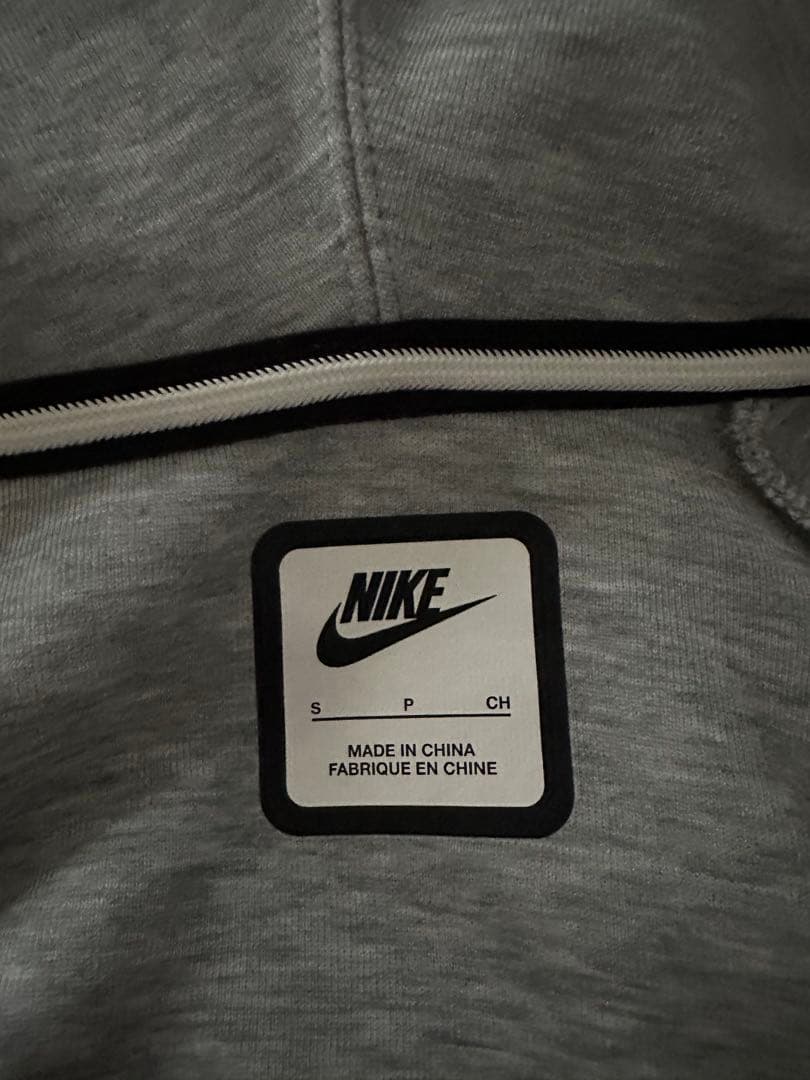 NIKE
S P CH
MADE IN CHINA
FABRIQUE EN CHINE